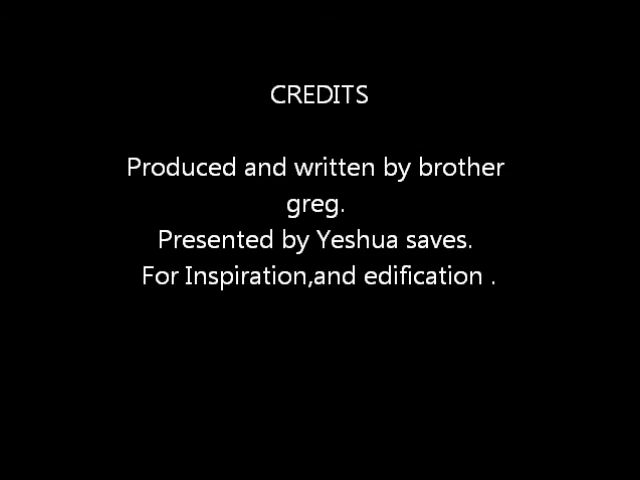 CREDITS
Produced and written by brother
greg.
Presented by Yeshua saves.
For Inspiration,and edification .